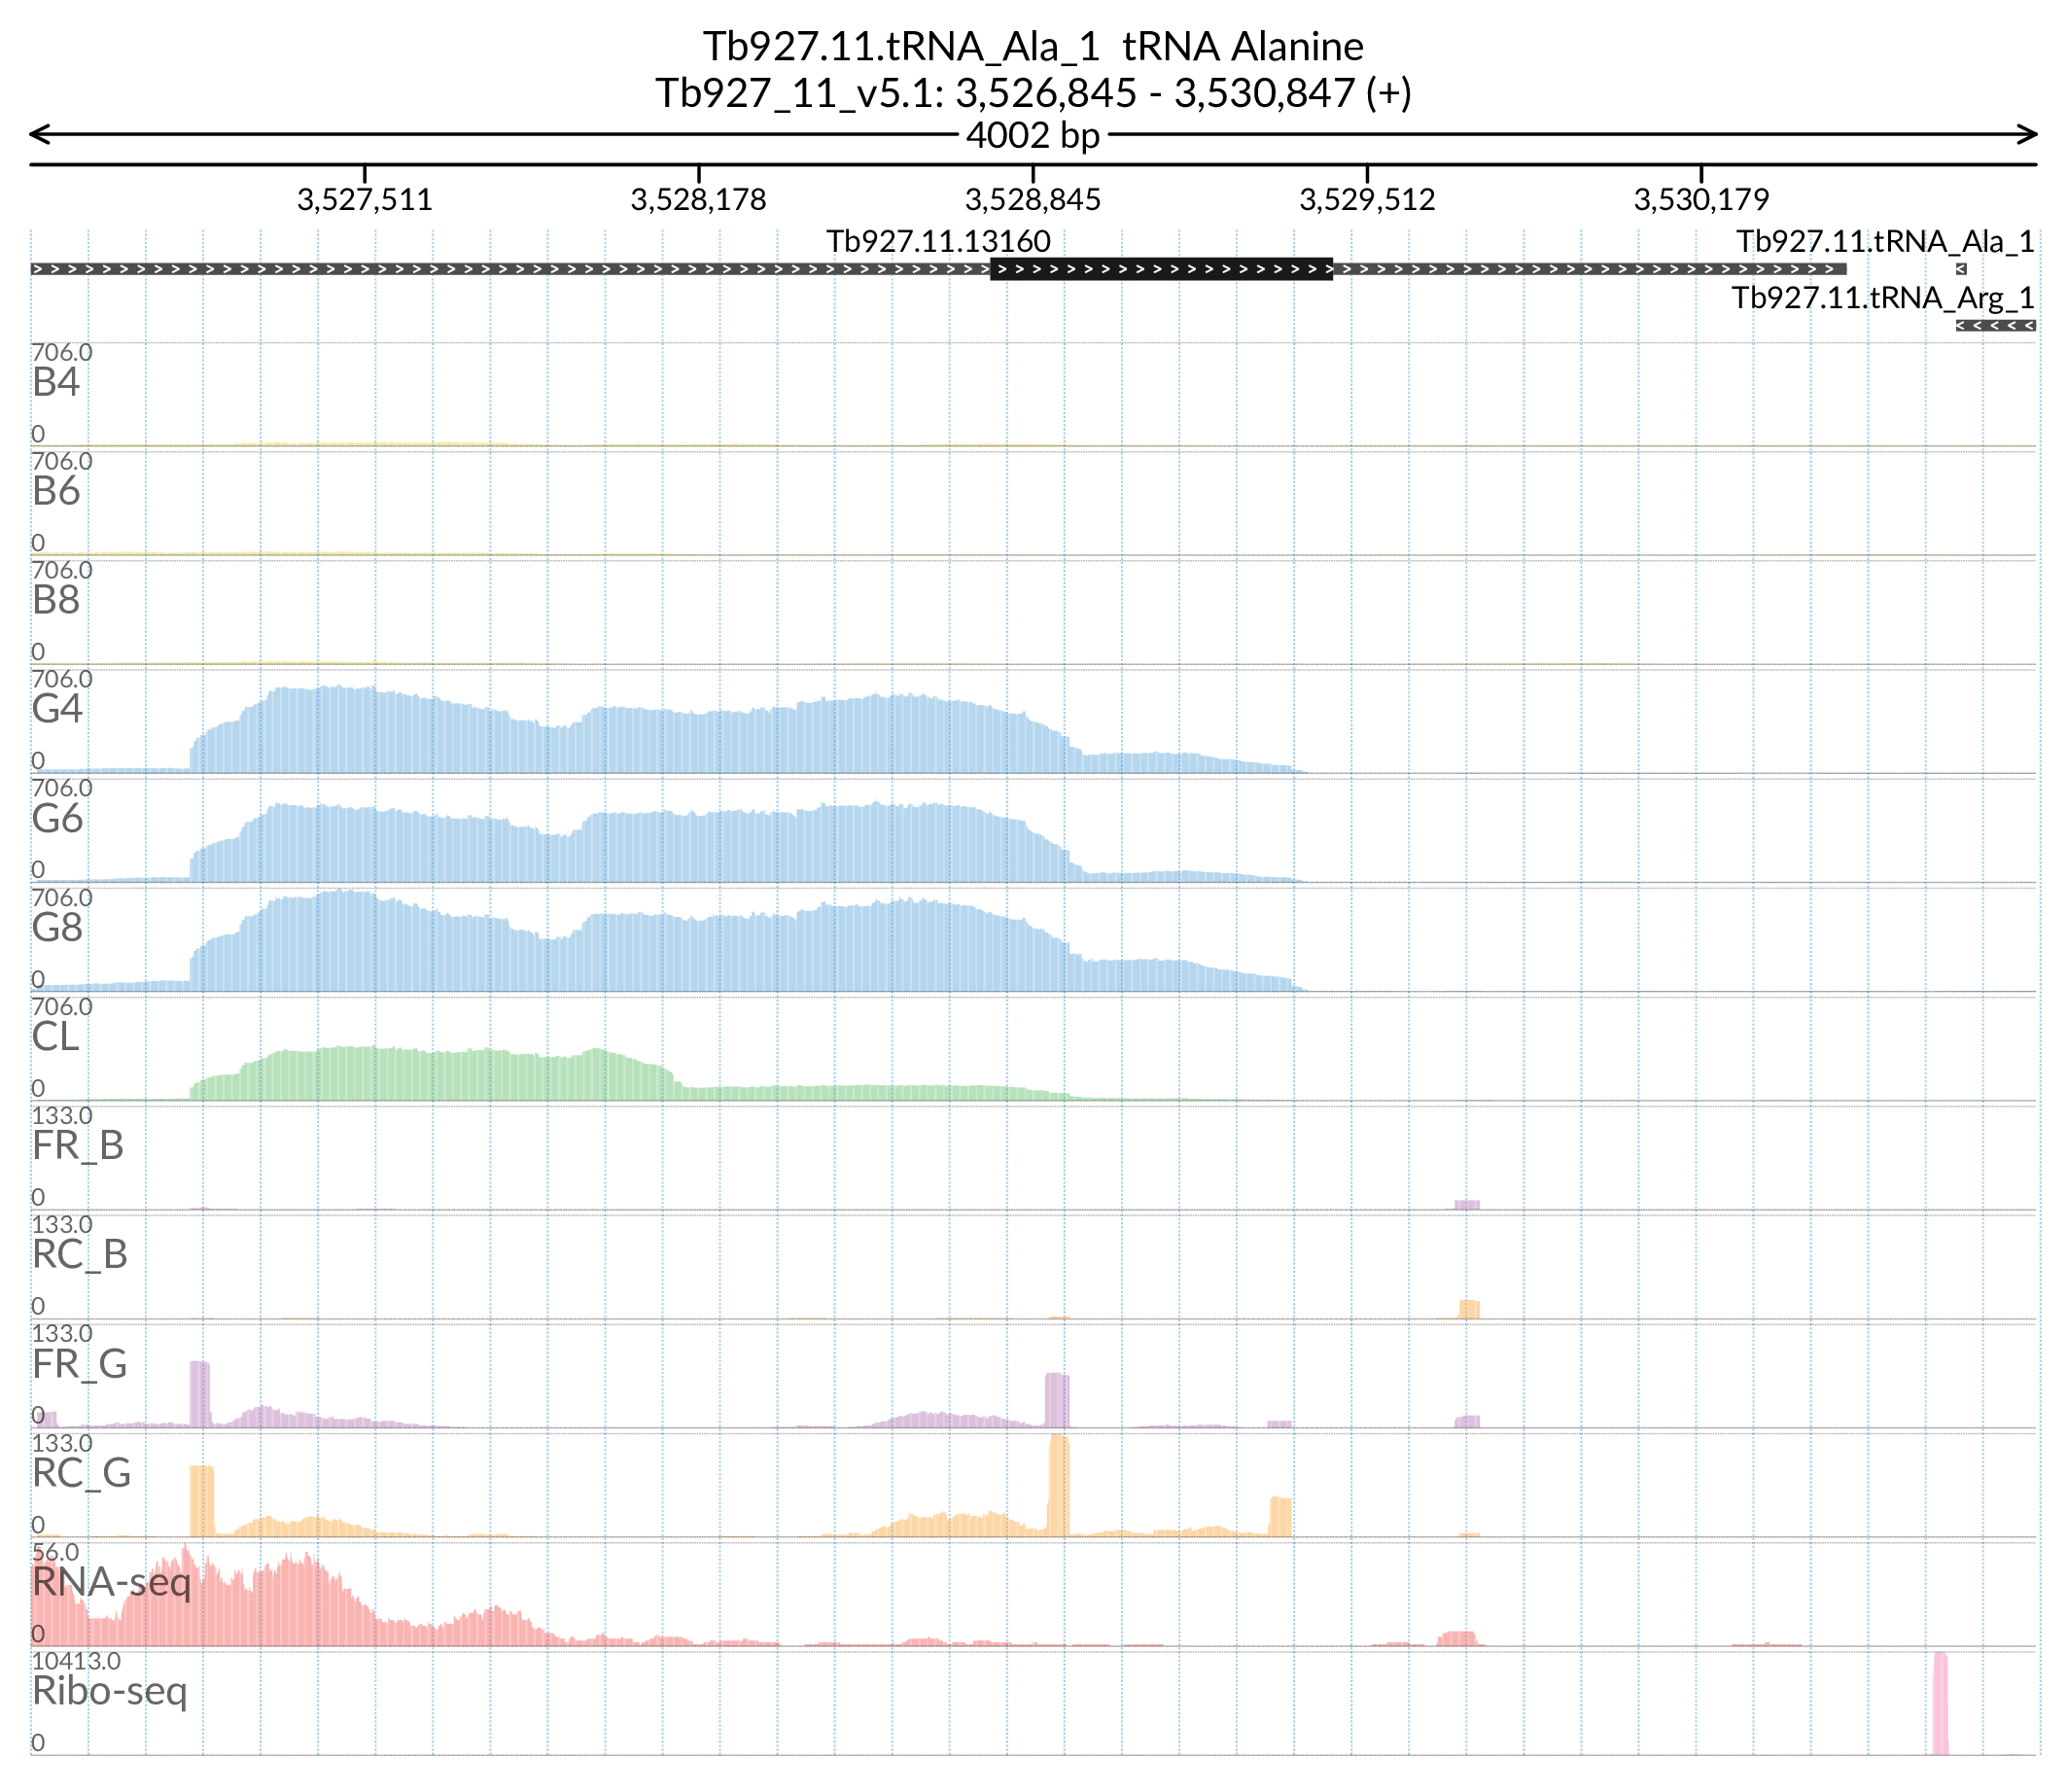 Tb927.11.tRNA_Ala_1  tRNA Alanine
Tb927_11_v5.1: 3,526,845 - 3,530,847 (+)
4002 bp
3,527,511 3,528,178 3,528,845 3,529,512 3,530,179
Tb927.11.13160 Tb927.11.tRNA_Ala_1
Tb927.11.tRNA_Arg_1
706.0
B4
0
706.0
B6
0
706.0
B8
0
706.0
G4
0
706.0
G6
0
706.0
G8
0
706.0
CL
0
133.0
FR_B
0
133.0
RC_B
0
133.0
FR_G
0
133.0
RC_G
0
56.0
RNA-seq
0
10413.0
Ribo-seq
0